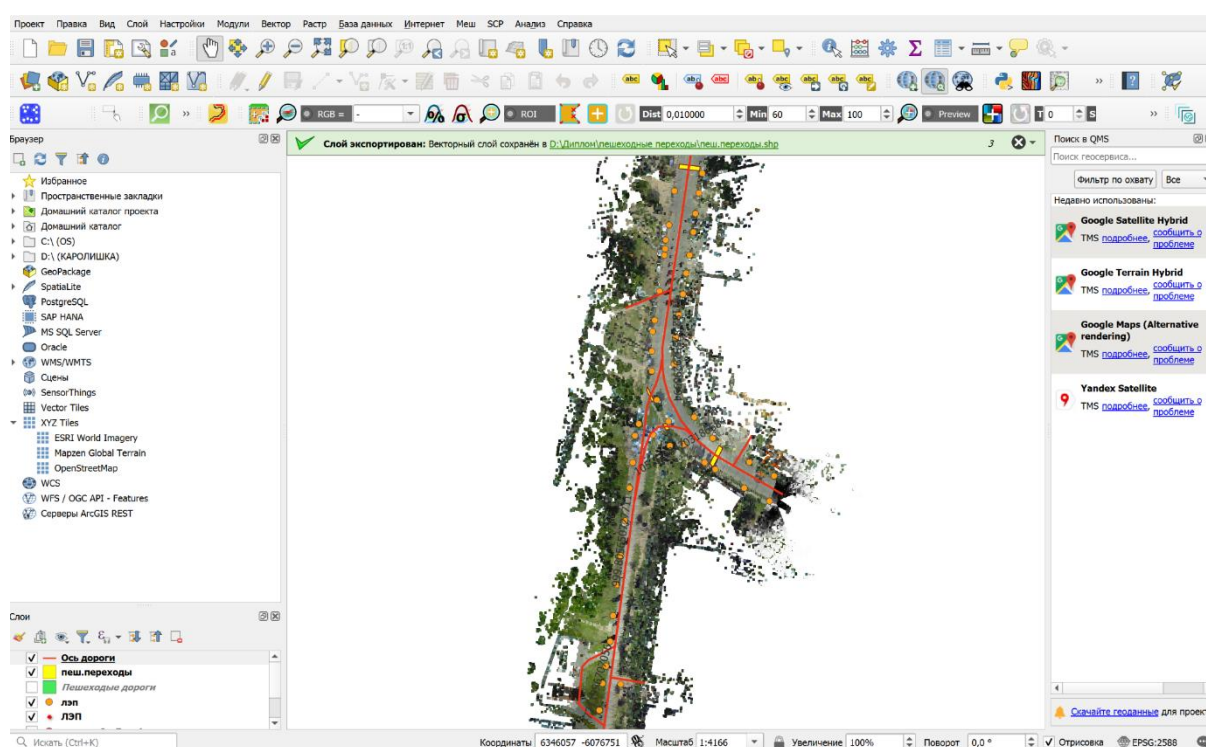 Проект Правка Вид Слой Настройки Модули Вектор Растр База данных Интернет Меш SCP Анализ Справка
RGB = - ROI Dist 0,010000 Min 60 Max 100 Preview T 0 S
Браузер
Слой экспортирован: Векторный слой сохранён в D:\Диплом\пешеходные переходы\пеш.переходы.shp 3
Поиск в QMS
Поиск геосервиса...
Фильтр по охвату Все
Недавно использованы:
Избранное
Пространственные закладки
Домашний каталог проекта
Домашний каталог
C:\ (OS)
D:\ (КАРОЛИШКА)
GeoPackage
SpatiaLite
PostgreSQL
SAP HANA
MS SQL Server
Oracle
WMS/WMTS
Сцены
SensorThings
Vector Tiles
XYZ Tiles
ESRI World Imagery
Mapzen Global Terrain
OpenStreetMap
WCS
WFS / OGC API - Features
Серверы ArcGIS REST
Google Satellite Hybrid
TMS подробнее, сообщить о
проблеме
Google Terrain Hybrid
TMS подробнее, сообщить о
проблеме
Google Maps (Alternative
rendering)
TMS подробнее, сообщить о
проблеме
Yandex Satellite
TMS подробнее, сообщить о
проблеме
Слои
Ось дороги
пеш.переходы
Пешеходые дороги
лэп
ЛЭП
Скачайте геоданные для проек
Искать (Ctrl+K)
Координаты 6346057 -6076751 Масштаб 1:4166 Увеличение 100% Поворот 0,0 ° Отрисовка EPSG:2588